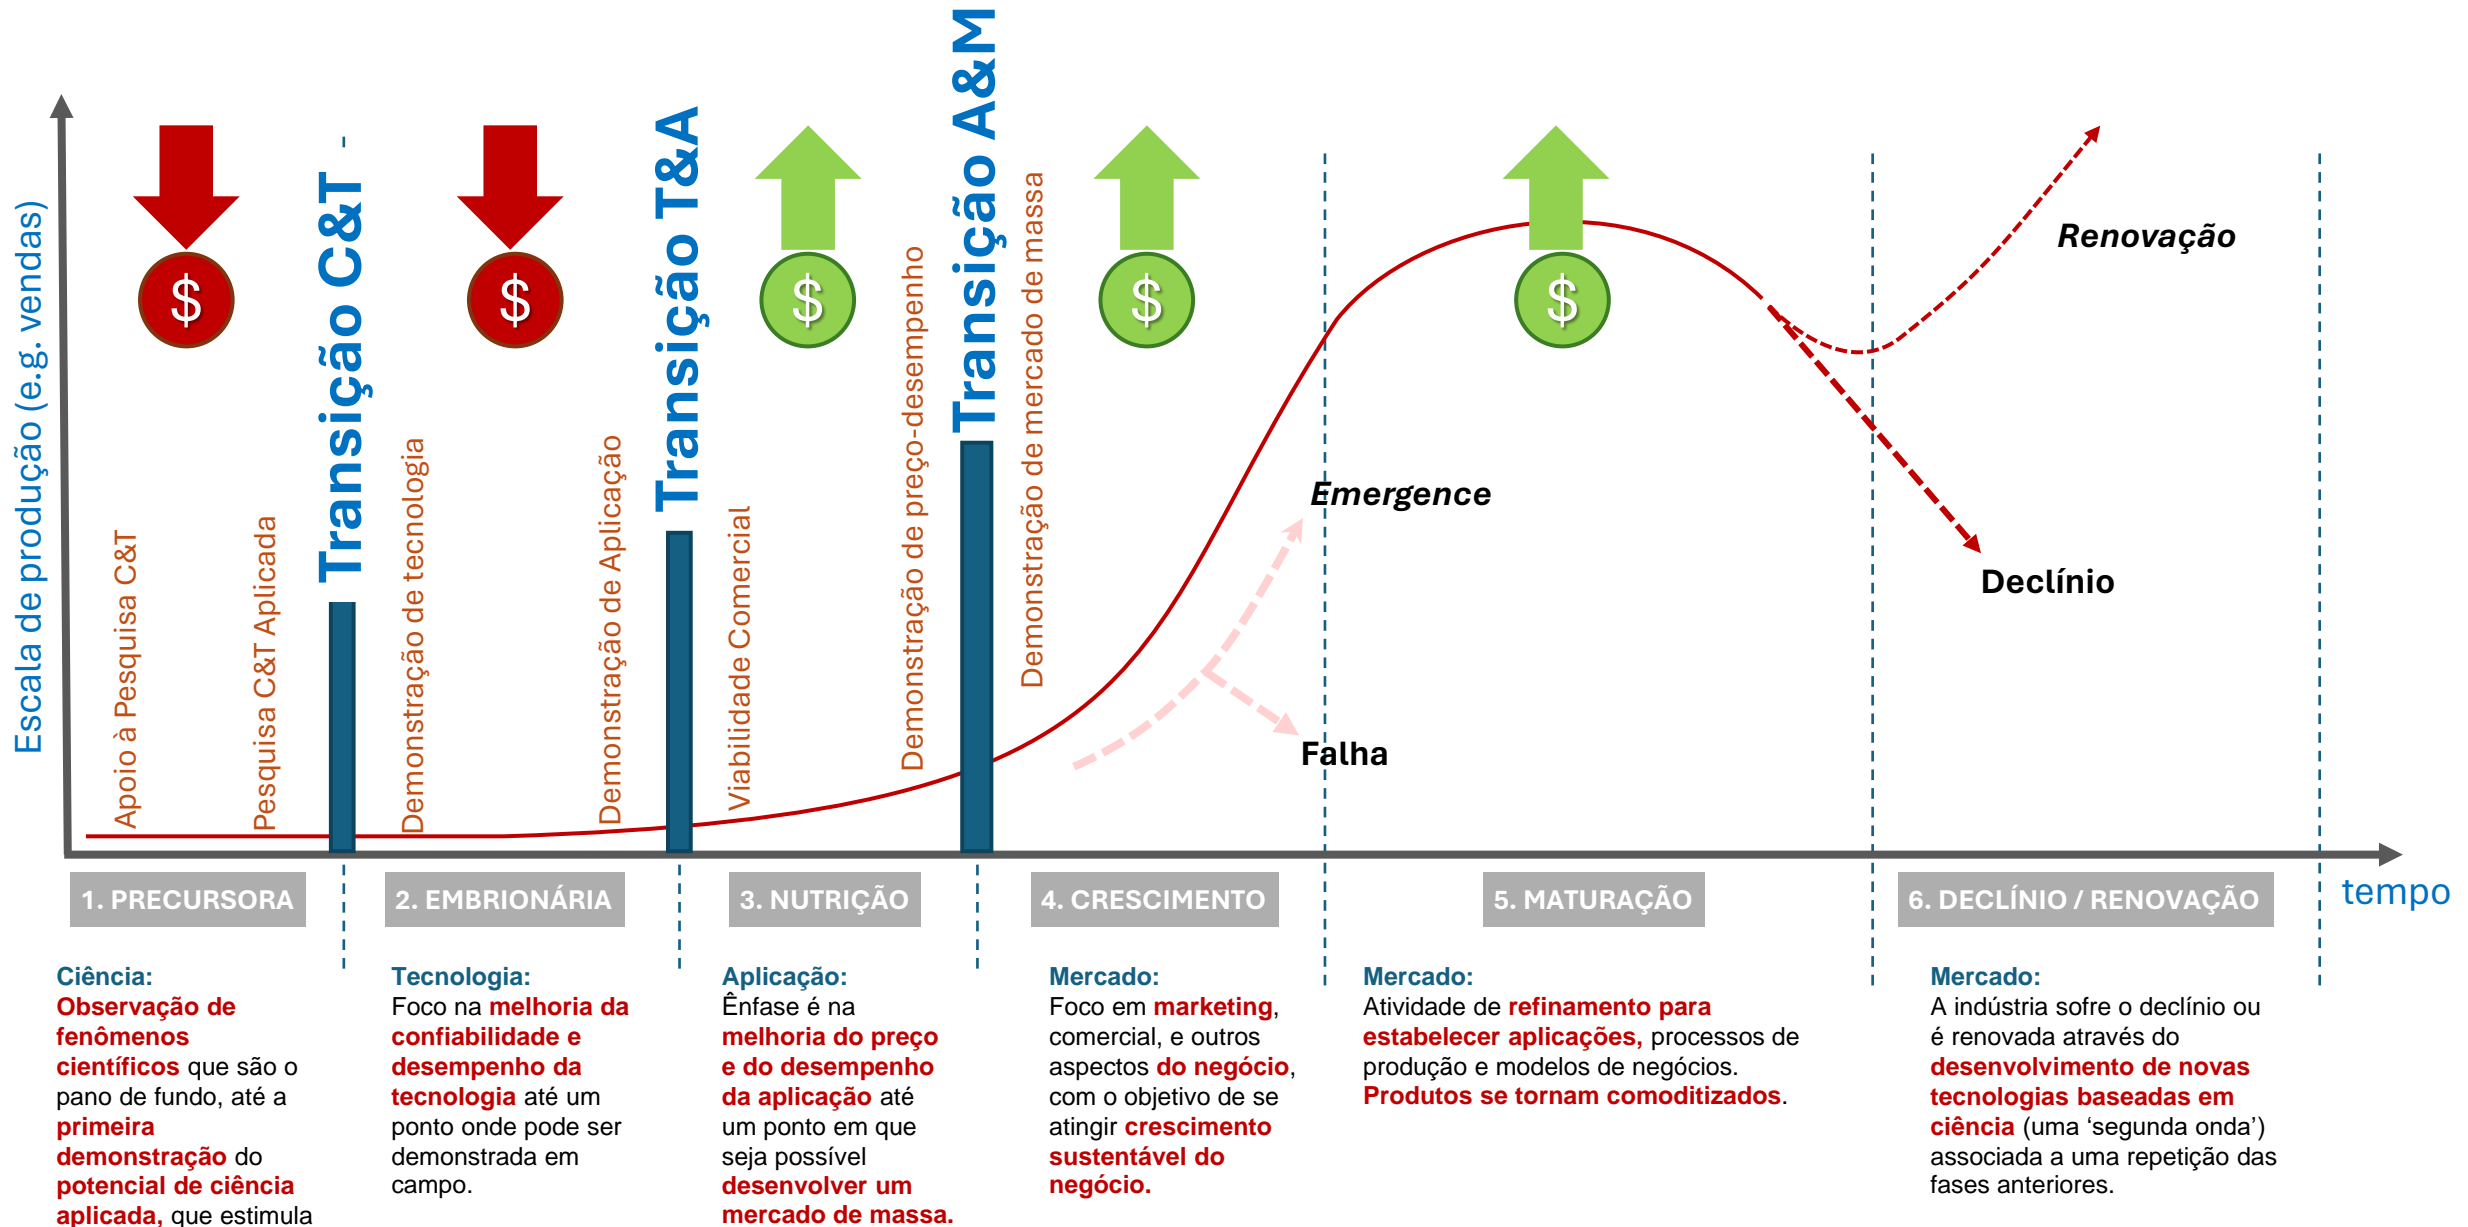 Escala de produção (e.g. vendas)
$
$
$
$
$
Apoio à Pesquisa C&T
Pesquisa C&T Aplicada
Transição C&T
Demonstração de tecnologia
Demonstração de Aplicação
Transição T&A
Viabilidade Comercial
Demonstração de preço-desempenho
Transição A&M
Demonstração de mercado de massa
Emergence
Falha
Renovação
Declínio
tempo
1. PRECURSORA
2. EMBRIONÁRIA
3. NUTRIÇÃO
4. CRESCIMENTO
5. MATURAÇÃO
6. DECLÍNIO / RENOVAÇÃO
Ciência:
Observação de
fenômenos
científicos que são o
pano de fundo, até a
primeira
demonstração do
potencial de ciência
aplicada, que estimula
Tecnologia:
Foco na melhoria da
confiabilidade e
desempenho da
tecnologia até um
ponto onde pode ser
demonstrada em
campo.
Aplicação:
Ênfase é na
melhoria do preço
e do desempenho
da aplicação até
um ponto em que
seja possível
desenvolver um
mercado de massa.
Mercado:
Foco em marketing,
comercial, e outros
aspectos do negócio,
com o objetivo de se
atingir crescimento
sustentável do
negócio.
Mercado:
Atividade de refinamento para
estabelecer aplicações, processos de
produção e modelos de negócios.
Produtos se tornam comoditizados.
Mercado:
A indústria sofre o declínio ou
é renovada através do
desenvolvimento de novas
tecnologias baseadas em
ciência (uma ‘segunda onda’)
associada a uma repetição das
fases anteriores.